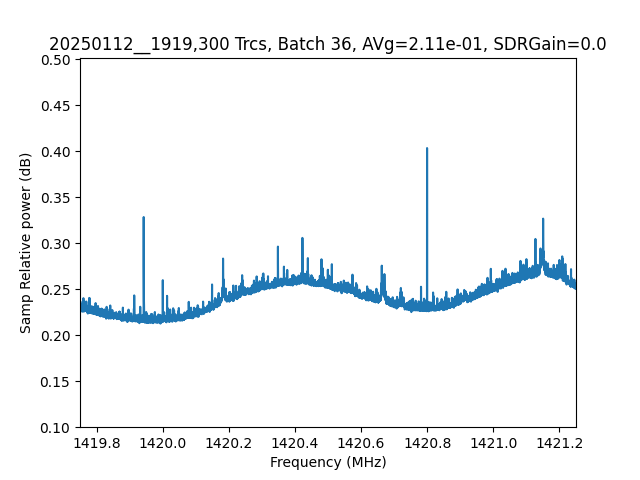 20250112__1919,300 Trcs, Batch 36, AVg=2.11e-01, SDRGain=0.0
0.50
0.45
0.40
0.35
0.30
0.25
0.20
0.15
0.10
Samp Relative power (dB)
1419.8 1420.0 1420.2 1420.4 1420.6 1420.8 1421.0 1421.2
Frequency (MHz)